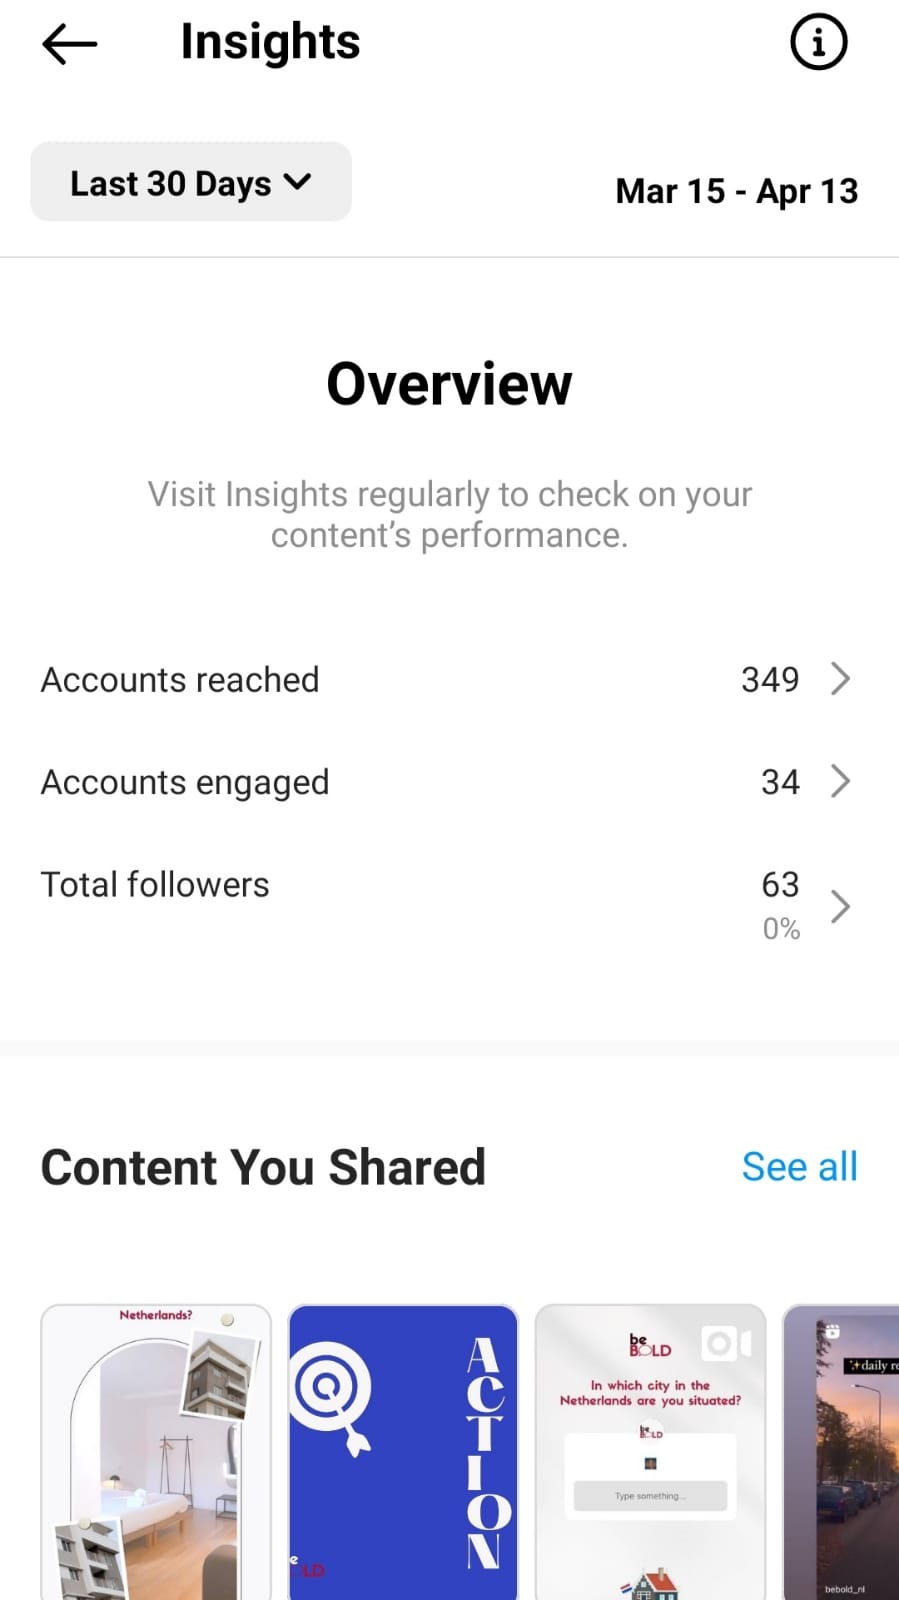 Insights
Last 30 Days
Mar 15 - Apr 13
Overview
Visit Insights regularly to check on your
content’s performance.
Accounts reached
349
Accounts engaged
34
Total followers
63
0%
Content You Shared
See all
Netherlands?
ACTION
be
BOLD
In which city in the
Netherlands are you situated?
be
BOLD
Type something...
daily
bebold_nl